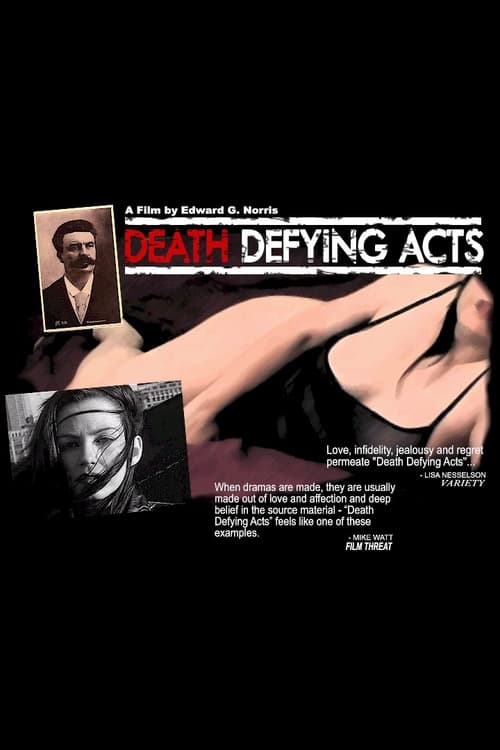 A Film by Edward G. Norris
DEATH DEFYING ACTS
Love, infidelity, jealousy and regret
permeate "Death Defying Acts"...
- LISA NESSELSON
VARIETY
When dramas are made, they are usually
made out of love and affection and deep
belief in the source material - "Death
Defying Acts" feels like one of these
examples.
- MIKE WATT
FILM THREAT